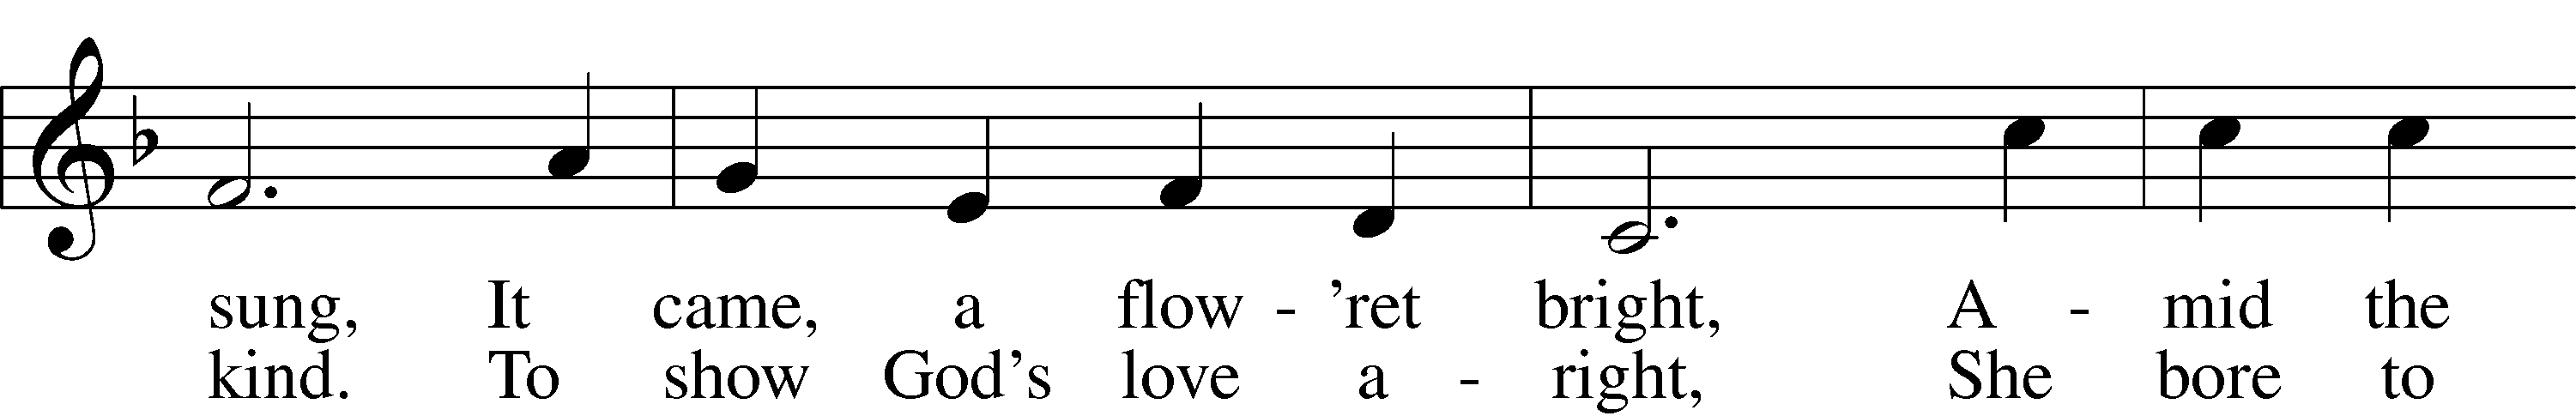 sung, It came, a flow - 'ret bright, A - mid the
kind. To show God's love a - right, She bore to